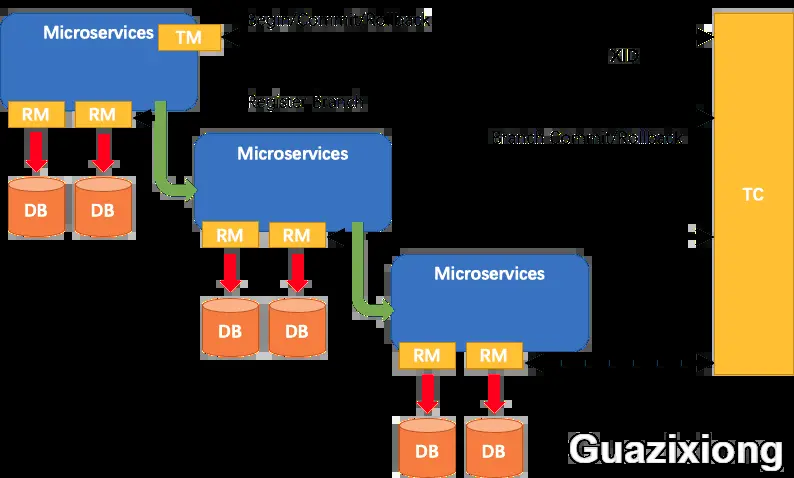 Microservices
TM
Begin/Commit/Rollback
XID
RM
RM
Register Branch
Branch Commit/Rollback
Microservices
DB
DB
TC
RM
RM
Microservices
DB
DB
RM
RM
DB
DB
Guazixiong